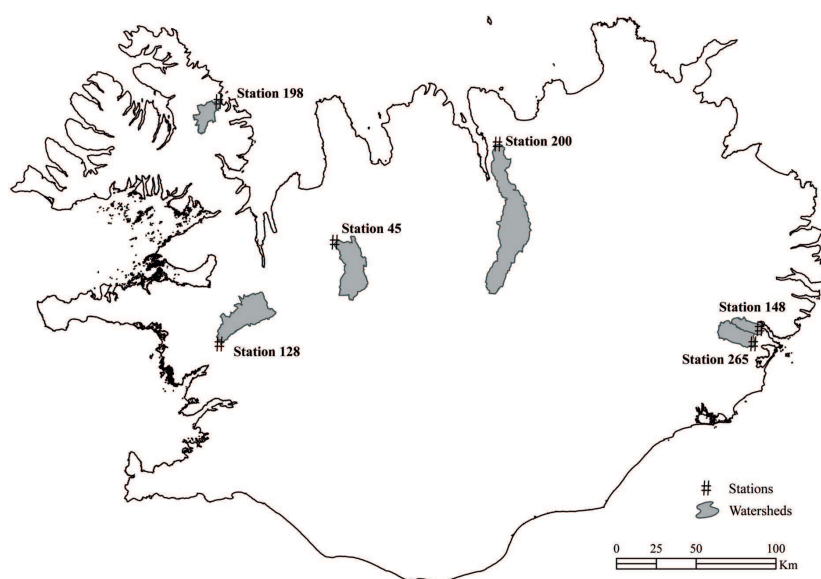 Station 198
Station 200
Station 45
Station 148
Station 128
Station 265
# Stations
Watersheds
0 25 50 100
Km